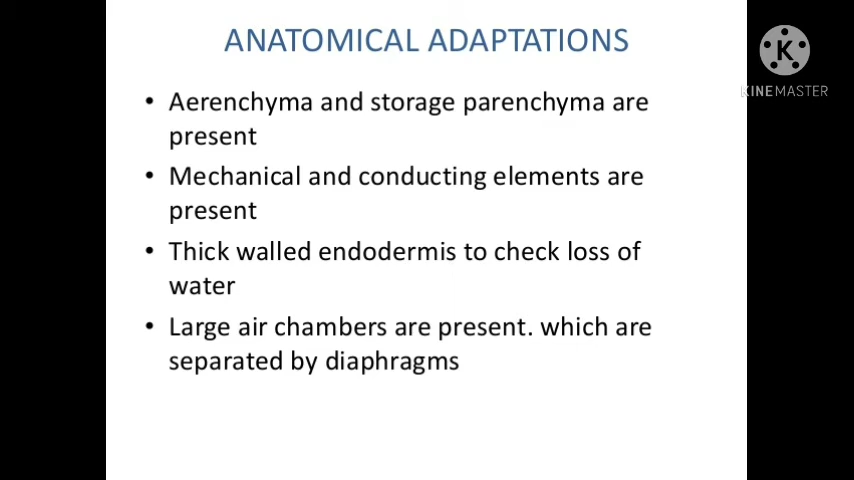 ANATOMICAL ADAPTATIONS
K
KINEMASTER
• Aerenchyma and storage parenchyma are
present
• Mechanical and conducting elements are
present
• Thick walled endodermis to check loss of
water
• Large air chambers are present. which are
separated by diaphragms